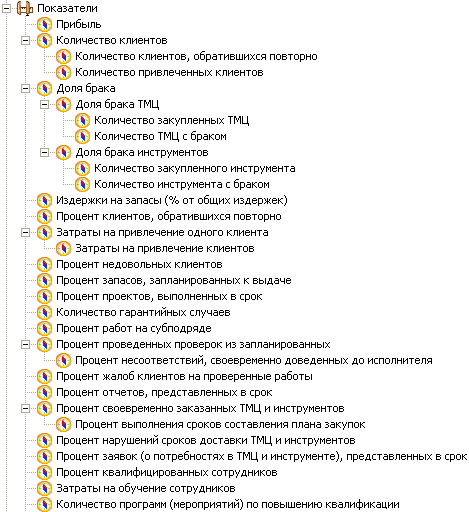 Показатели
Прибыль
Количество клиентов
Количество клиентов, обратившихся повторно
Количество привлеченных клиентов
Доля брака
Доля брака ТМЦ
Количество закупленных ТМЦ
Количество ТМЦ с браком
Доля брака инструментов
Количество закупленного инструмента
Количество инструмента с браком
Издержки на запасы (% от общих издержек)
Процент клиентов, обратившихся повторно
Затраты на привлечение одного клиента
Затраты на привлечение клиентов
Процент недовольных клиентов
Процент запасов, запланированных к выдаче
Процент проектов, выполненных в срок
Количество гарантийных случаев
Процент работ на субподряде
Процент проведенных проверок из запланированных
Процент несоответствий, своевременно доведенных до исполнителя
Процент жалоб клиентов на проверенные работы
Процент отчетов, представленных в срок
Процент своевременно заказанных ТМЦ и инструментов
Процент выполнения сроков составления плана закупок
Процент нарушений сроков доставки ТМЦ и инструментов
Процент заявок (о потребностях в ТМЦ и инструменте), представленных в срок
Процент квалифицированных сотрудников
Затраты на обучение сотрудников
Количество программ (мероприятий) по повышению квалификации